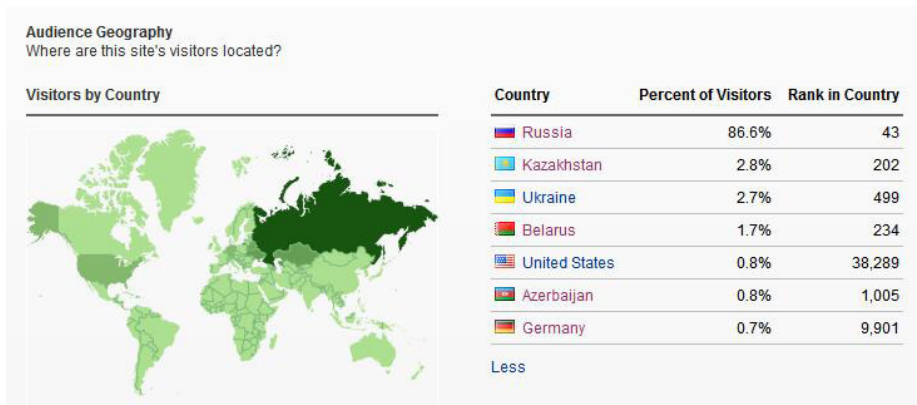 Audience Geography
Where are this site's visitors located?
Visitors by Country
Country Percent of Visitors Rank in Country
Russia 86.6% 43
Kazakhstan 2.8% 202
Ukraine 2.7% 499
Belarus 1.7% 234
United States 0.8% 38,289
Azerbaijan 0.8% 1,005
Germany 0.7% 9,901
Less